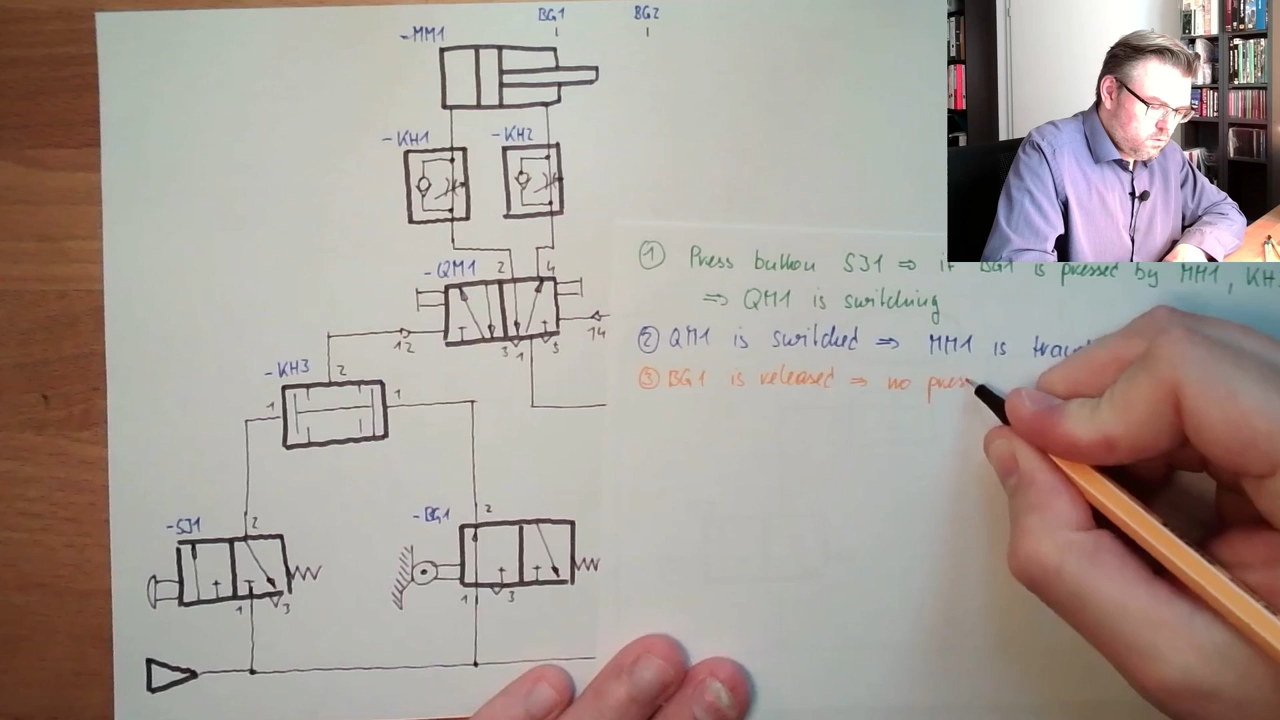 BG1 BG2
-MM1
-KH1 -KH2
① Press button SJ1 ⇒ if BG1 is pressed by MM1, KH
⇒ QM1 is switching
-QM1 2 4
12 14
3 1 5
② QM1 is switched ⇒ MM1 is
③ BG1 is released ⇒ no
-KH3 2
1 1
-SJ1 2
-BG1 2
1 3
1 3